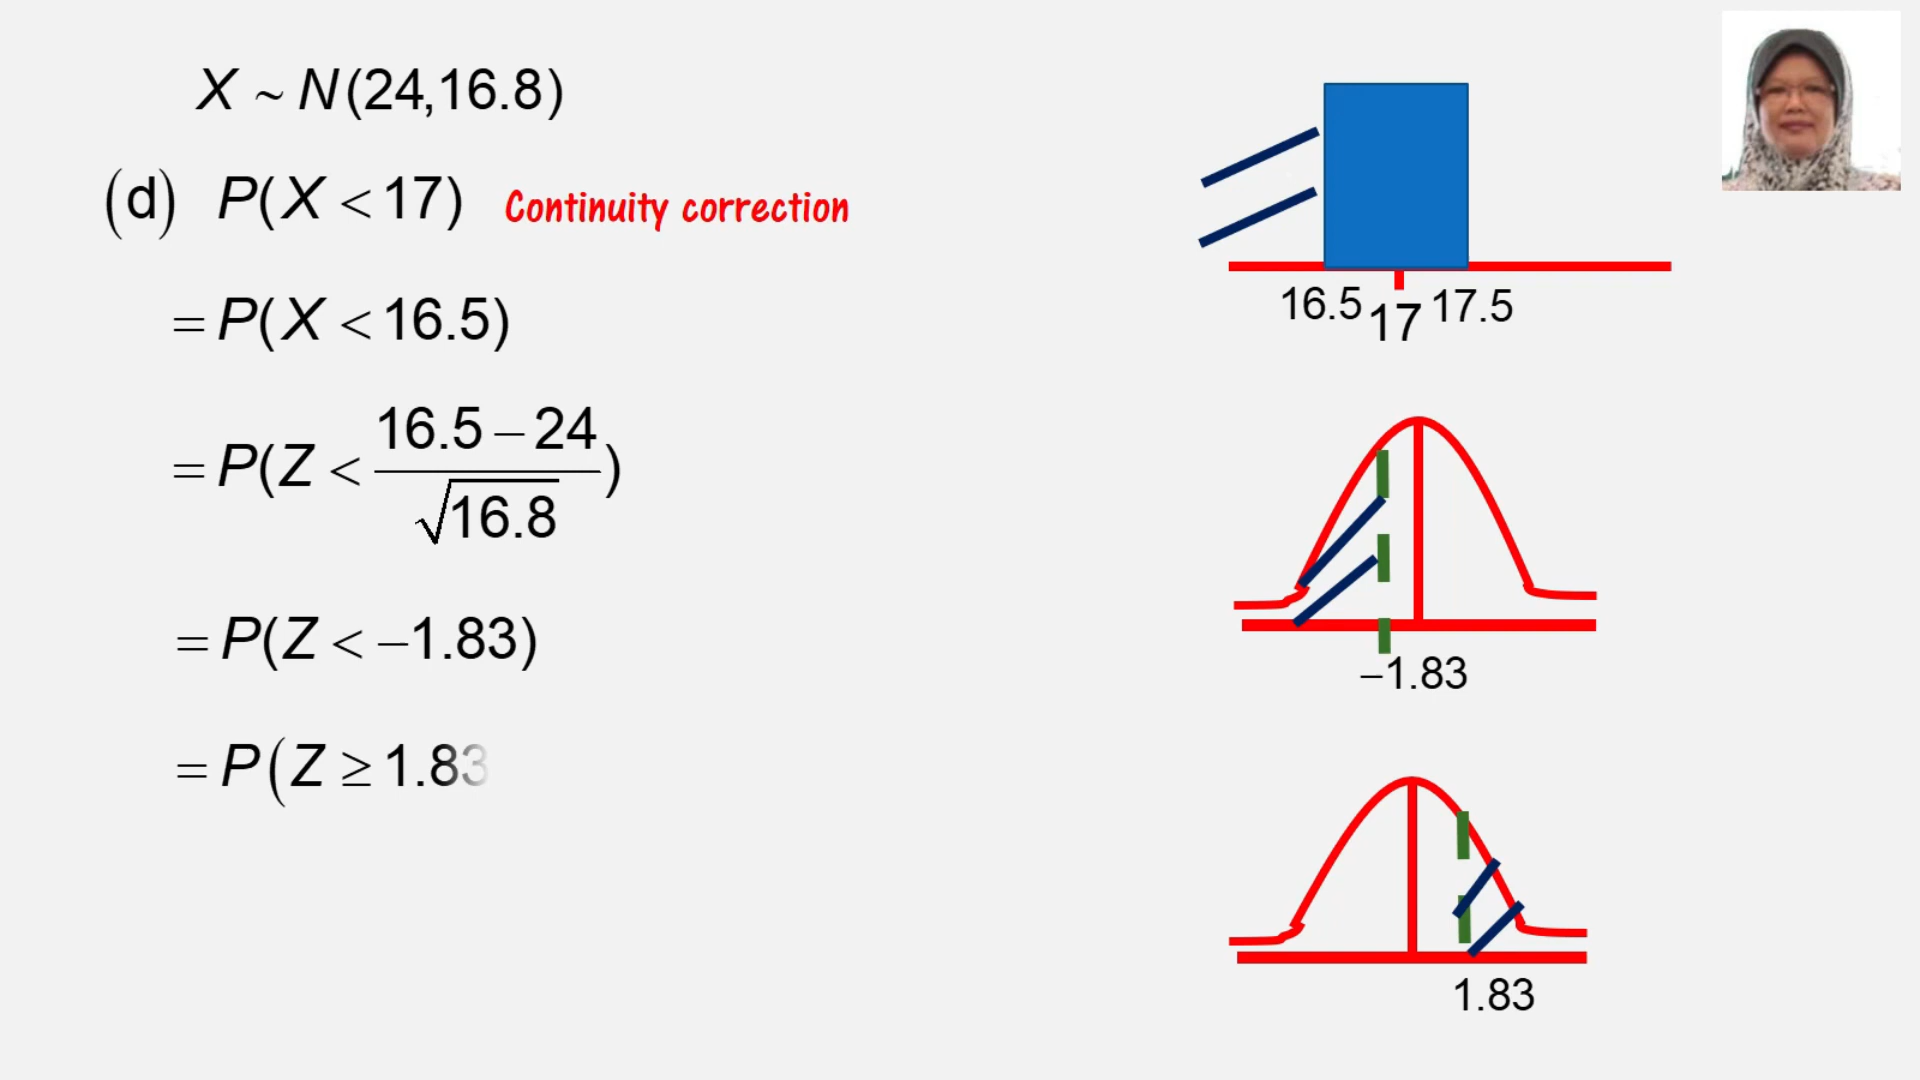 X ~ N(24,16.8)
(d) P(X < 17) Continuity correction
= P(X < 16.5)
= P(Z < (16.5 – 24)/√16.8)
= P(Z < –1.83)
= P(Z ≥ 1.83
16.5 17 17.5
–1.83
1.83